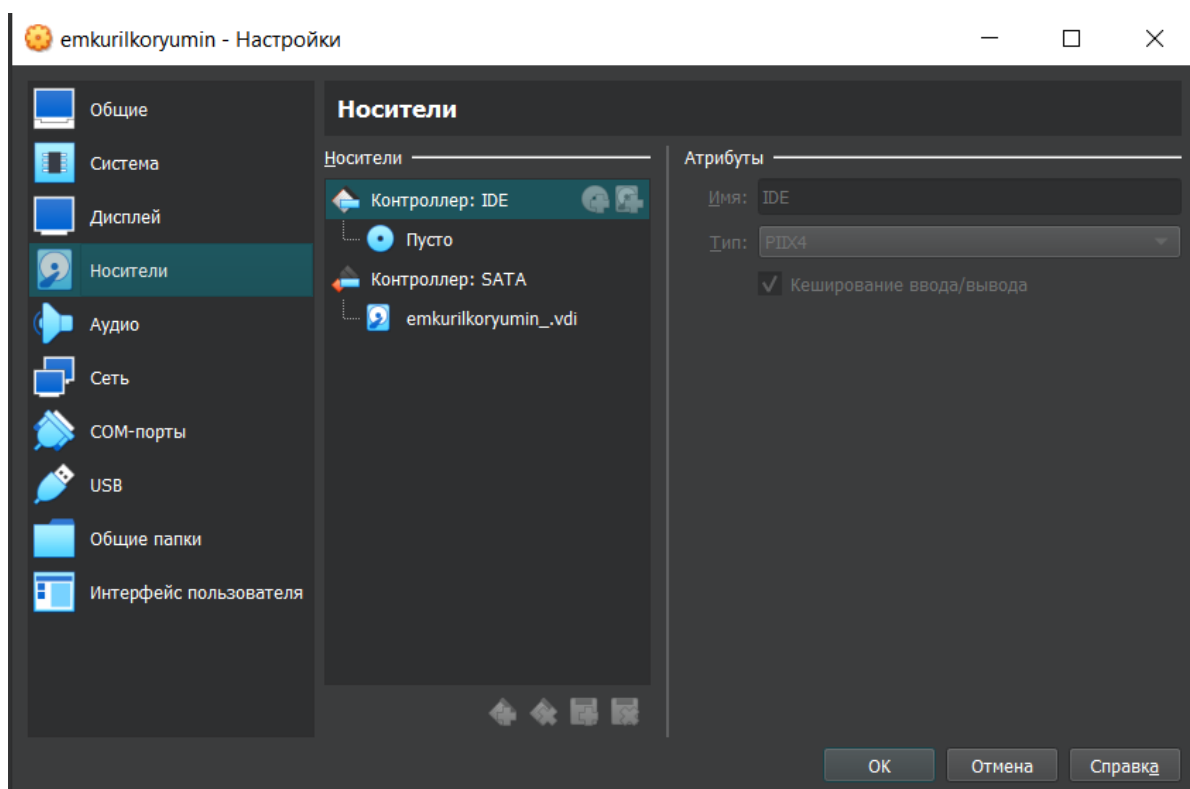 emkurilkoryumin - Настройки
Общие
Система
Дисплей
Носители
Аудио
Сеть
COM-порты
USB
Общие папки
Интерфейс пользователя
Носители
Носители
Контроллер: IDE
Пусто
Контроллер: SATA
emkurilkoryumin_.vdi
Атрибуты
Имя: IDE
Тип: PIIX4
Кеширование ввода/вывода
OK
Отмена
Справка